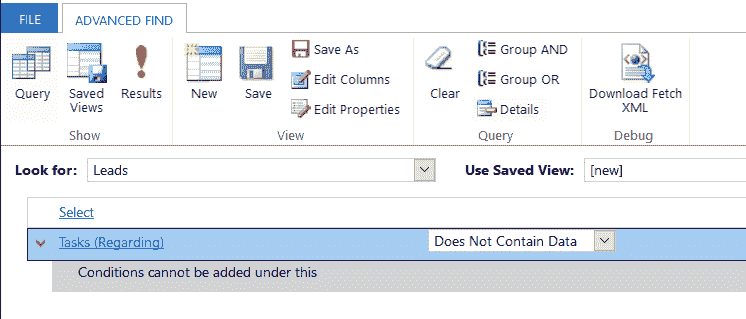 FILE
ADVANCED FIND
Query
Saved
Views
Results
New
Save
Save As
Edit Columns
Edit Properties
Clear
Group AND
Group OR
Details
Download Fetch
XML
Show
View
Query
Debug
Look for:
Leads
Use Saved View:
[new]
Select
Tasks (Regarding)
Does Not Contain Data
Conditions cannot be added under this